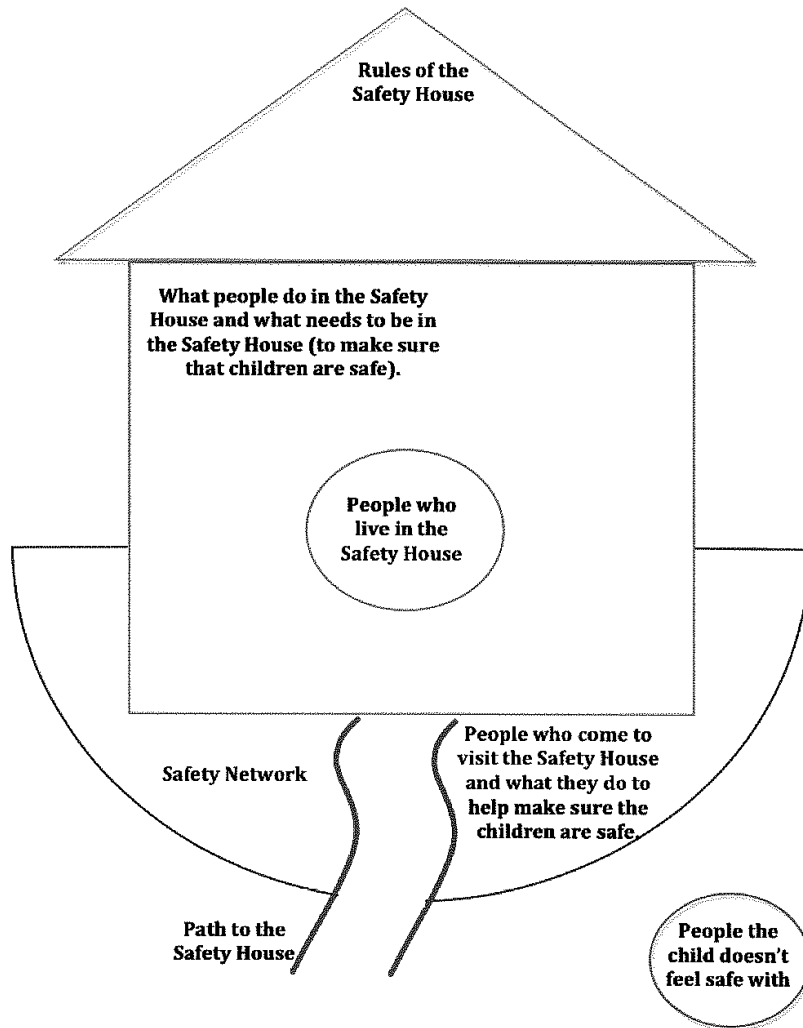 Rules of the
Safety House
What people do in the Safety
House and what needs to be in
the Safety House (to make sure
that children are safe).
People who
live in the
Safety House
Safety Network
People who come to
visit the Safety House
and what they do to
help make sure the
children are safe.
Path to the
Safety House
People the
child doesn't
feel safe with